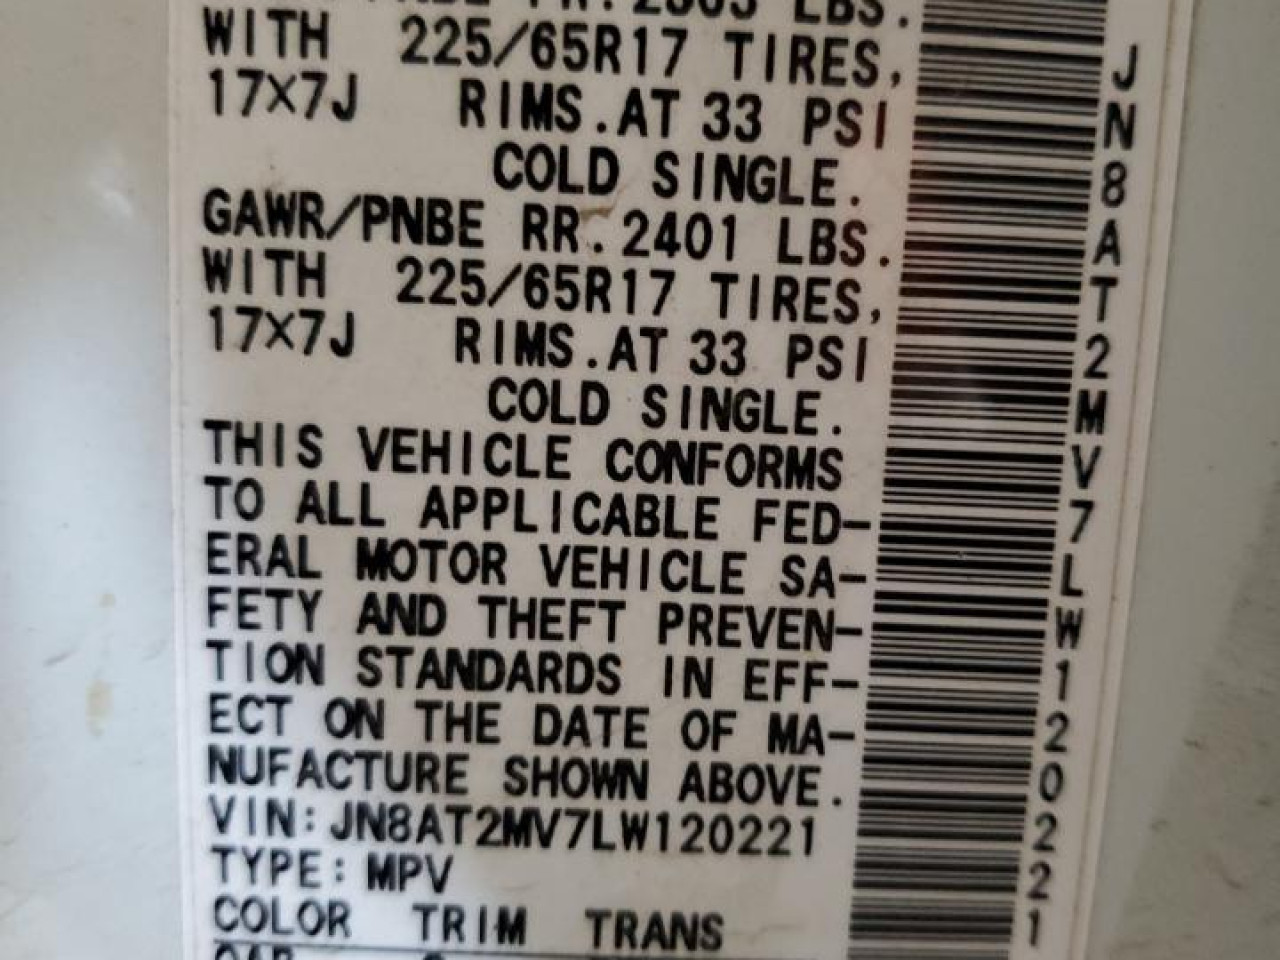 LBS.
WITH 225/65R17 TIRES,
17X7J RIMS.AT 33 PSI
COLD SINGLE.
GAWR/PNBE RR.2401 LBS.
WITH 225/65R17 TIRES,
17X7J RIMS.AT 33 PSI
COLD SINGLE.
THIS VEHICLE CONFORMS
TO ALL APPLICABLE FED-
ERAL MOTOR VEHICLE SA-
FETY AND THEFT PREVEN-
TION STANDARDS IN EFF-
ECT ON THE DATE OF MA-
NUFACTURE SHOWN ABOVE.
VIN:JN8AT2MV7LW120221
TYPE:MPV
COLOR TRIM TRANS
JN8AT2MV7LW120221